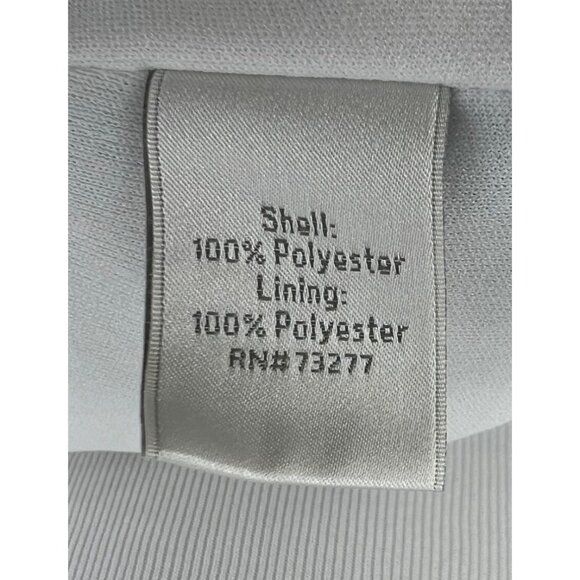 Shell:
100% Polyester
Lining:
100% Polyester
RN#73277